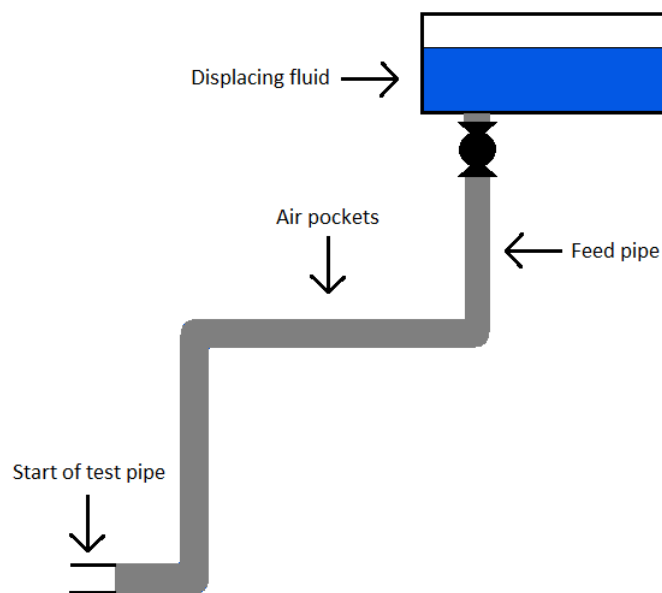 Displacing fluid
Air pockets
Feed pipe
Start of test pipe